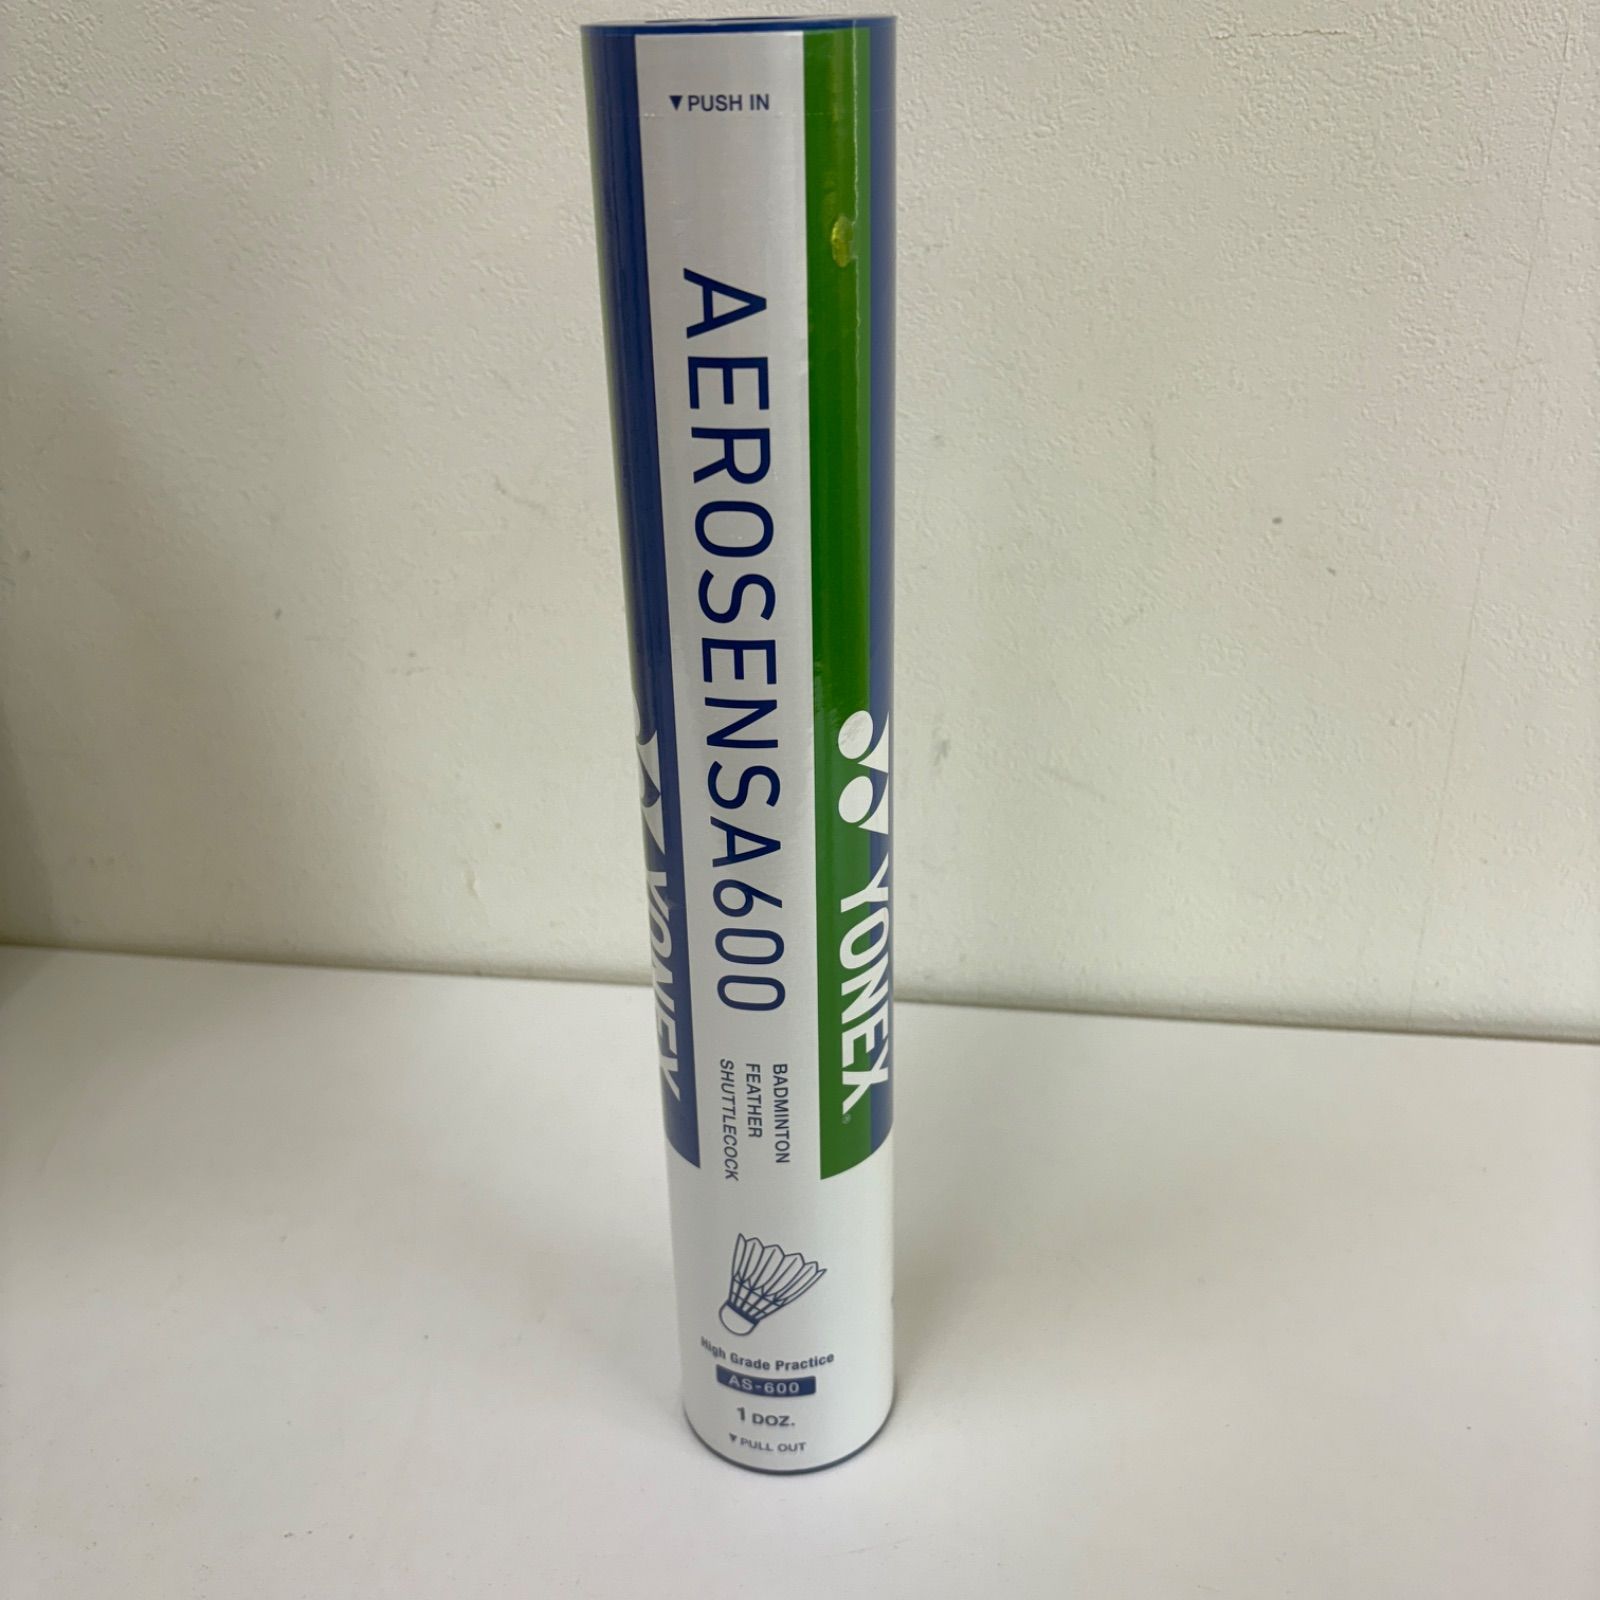 ▼PUSH IN
AEROSENSA600
BADMINTON
FEATHER
SHUTTLECOCK
YONEX®
YONEX
High Grade Practice
AS-600
1 DOZ.
▼PULL OUT